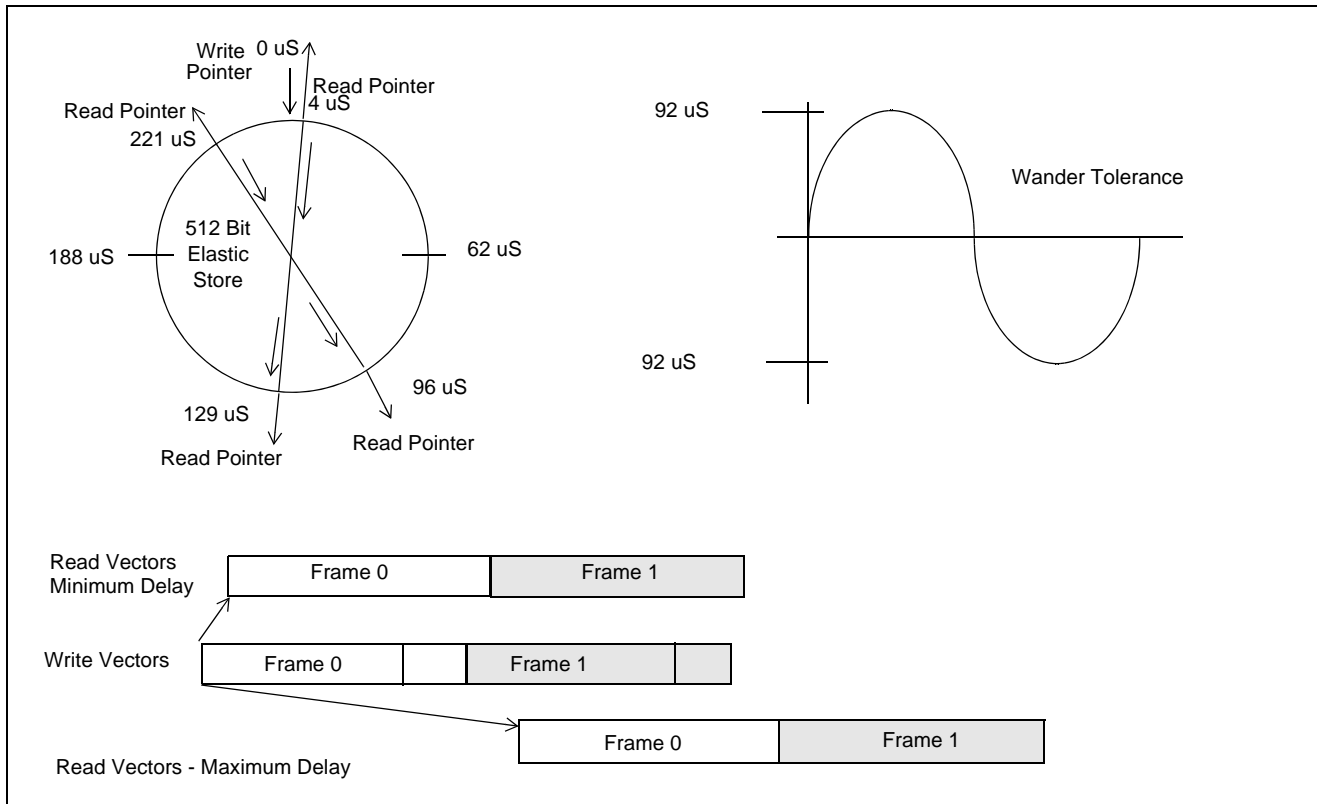 Write 0 uS
Pointer
Read Pointer
4 uS
Read Pointer
221 uS
512 Bit
Elastic
Store
188 uS
62 uS
96 uS
129 uS
Read Pointer
Read Pointer
92 uS
Wander Tolerance
92 uS
Read Vectors
Minimum Delay
Frame 0
Frame 1
Write Vectors
Frame 0
Frame 1
Frame 0
Frame 1
Read Vectors - Maximum Delay